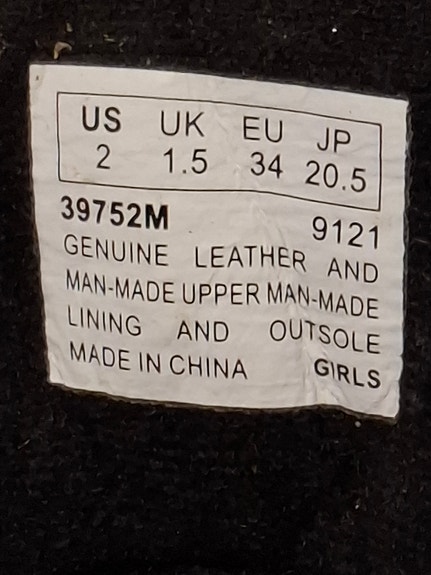 US UK EU JP
2 1.5 34 20.5
39752M 9121
GENUINE LEATHER AND
MAN-MADE UPPER MAN-MADE
LINING AND OUTSOLE
MADE IN CHINA GIRLS